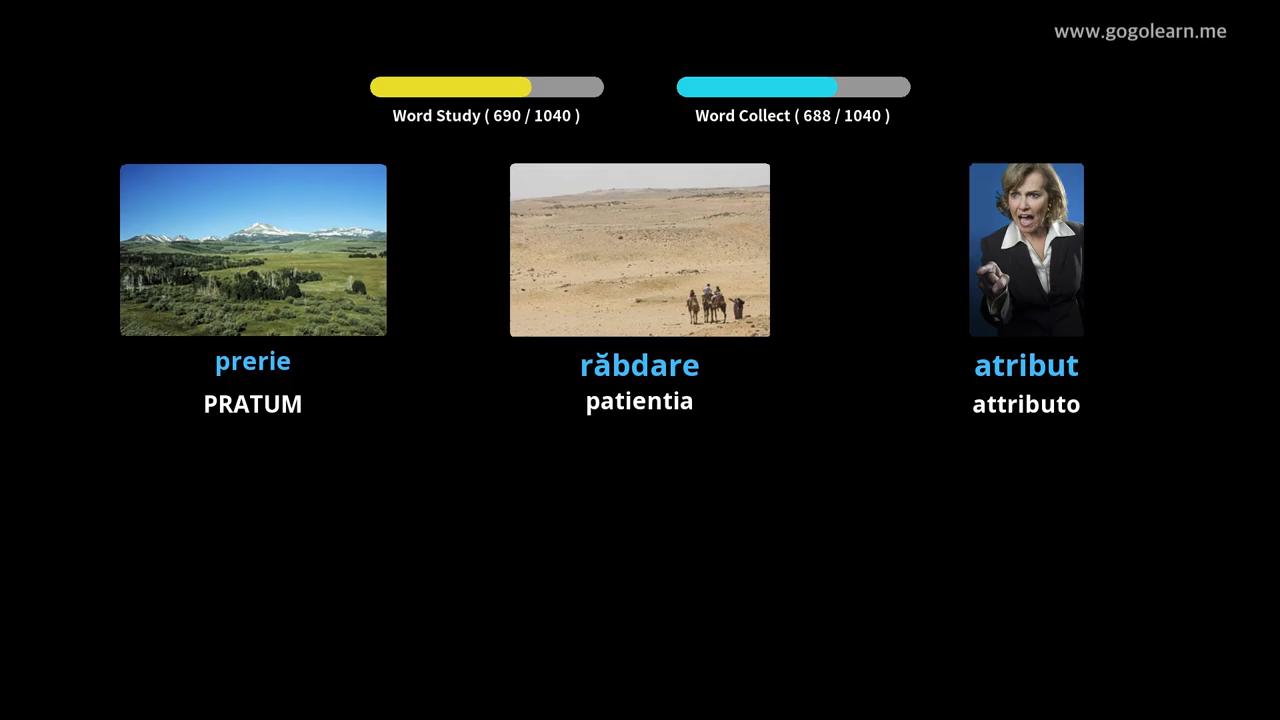 www.gogolearn.me
Word Study ( 690 / 1040 )
Word Collect ( 688 / 1040 )
prerie
PRATUM
răbdare
patientia
atribut
attributo